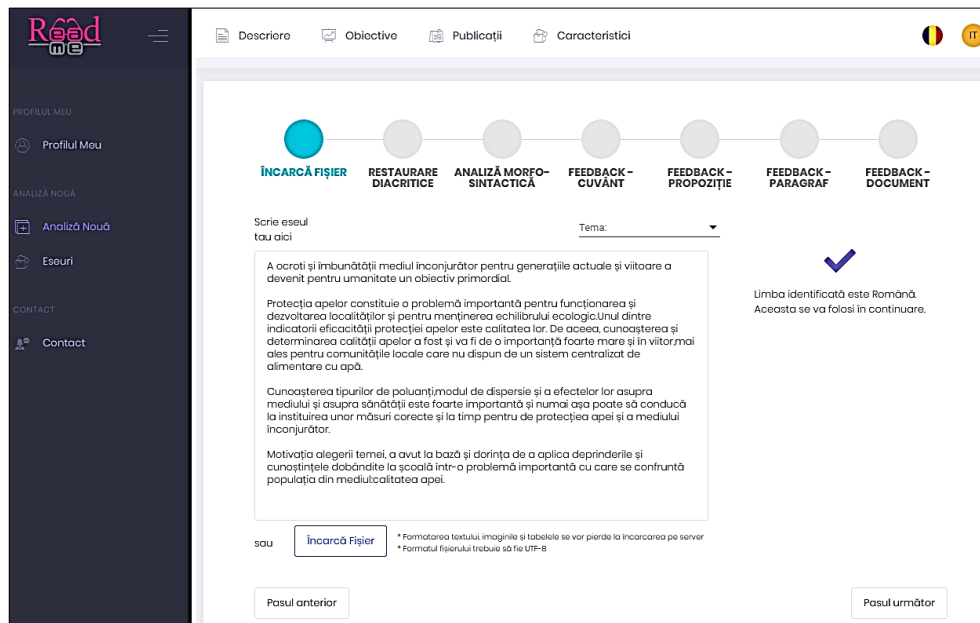 Read
me
Descriere
Obiective
Publicații
Caracteristici
IT
PROFILUL MEU
Profilul Meu
ANALIZĂ NOUĂ
Analiză Nouă
Eseuri
CONTACT
Contact
ÎNCARCĂ FIȘIER
RESTAURARE
DIACRITICE
ANALIZĂ MORFO-
SINTACTICĂ
FEEDBACK -
CUVÂNT
FEEDBACK -
PROPOZIȚIE
FEEDBACK -
PARAGRAF
FEEDBACK -
DOCUMENT
Scrie eseul
tau aici
Tema:
A ocroti și îmbunătății mediul înconjurător pentru generațiile actuale și viitoare a
devenit pentru umanitate un obiectiv primordial.
Protecția apelor constituie o problemă importantă pentru funcționarea și
dezvoltarea localităților și pentru menținerea echilibrului ecologic.Unul dintre
indicatorii eficacității protecției apelor este calitatea lor. De aceea, cunoașterea și
determinarea calității apelor a fost și va fi de o importanță foarte mare și în viitor,mai
ales pentru comunitățile locale care nu dispun de un sistem centralizat de
alimentare cu apă.
Cunoașterea tipurilor de poluanți,modul de dispersie și a efectelor lor asupra
mediului și asupra sănătății este foarte importantă și numai așa poate să conducă
la instituirea unor măsuri corecte și la timp pentru de protecțiea apei și a mediului
înconjurător.
Motivația alegerii temei, a avut la bază și dorința de a aplica deprinderile și
cunoștințele dobândite la școală într-o problemă importantă cu care se confruntă
populația din mediul:calitatea apei.
Limba identificată este Română.
Aceasta se va folosi în continuare.
sau
Încarcă Fișier
* Formatarea textului, imaginile și tabelele se vor pierde la încarcarea pe server
* Formatul fișierului trebuie să fie UTF-8
Pasul anterior
Pasul următor